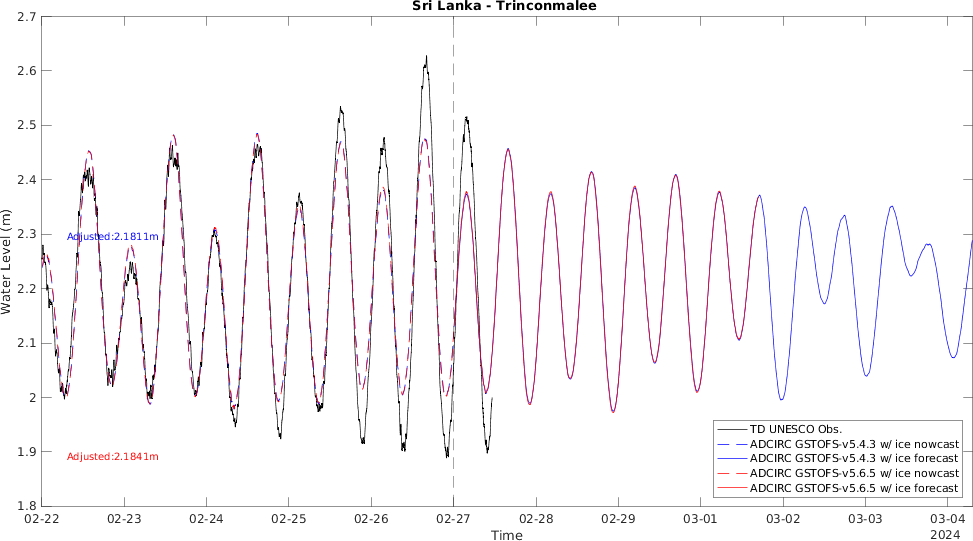 Sri Lanka - Trinconmalee
Water Level (m)
2.7
2.6
2.5
2.4
2.3
2.2
2.1
2
1.9
1.8
Adjusted:2.1811m
Adjusted:2.1841m
TD UNESCO Obs.
ADCIRC GSTOFS-v5.4.3 w/ ice nowcast
ADCIRC GSTOFS-v5.4.3 w/ ice forecast
ADCIRC GSTOFS-v5.6.5 w/ ice nowcast
ADCIRC GSTOFS-v5.6.5 w/ ice forecast
02-22 02-23 02-24 02-25 02-26 02-27 02-28 02-29 03-01 03-02 03-03 03-04
2024
Time